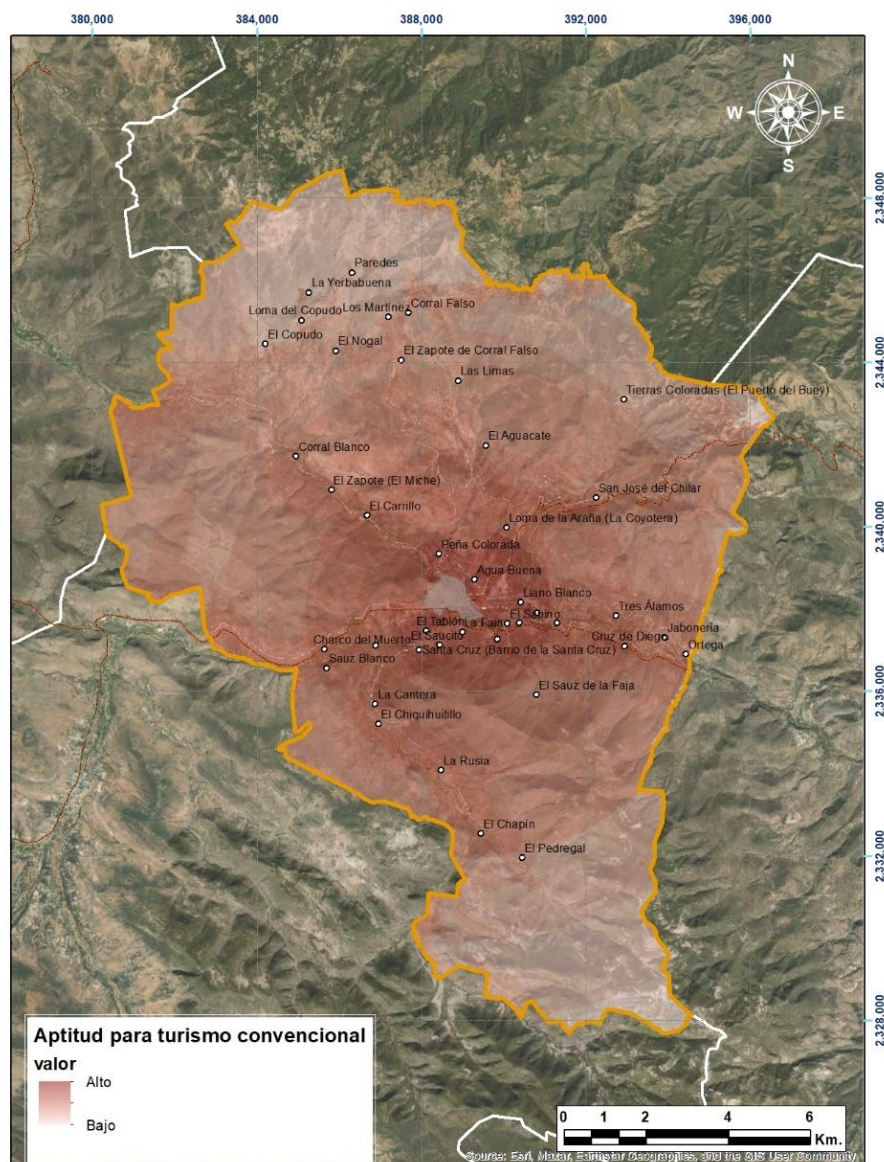 380,000
384,000
388,000
392,000
396,000
N
W
E
S
2.348.000
2.344.000
2.340.000
2.336.000
2.332.000
2.328.000
Paredes
La Yerbabuena
Loma del Copudo
Los Martínez
Corral Falso
El Copudo
El Nogal
El Zapote de Corral Falso
Las Limas
Tierras Coloradas (El Puerto del Buey)
El Aguacate
Corral Blanco
El Zapote (El Miche)
San José del Chilar
El Carrillo
Loma de la Araña (La Coyotera)
Peña Colorada
Agua Buena
Llano Blanco
Tres Álamos
El Tablón
La Faja
El Sabino
Cruz de Diego
Jabonería
Charco del Muerto
El Saucito
Santa Cruz (Barrio de la Santa Cruz)
Ortega
Sauz Blanco
El Sauz de la Faja
La Cantera
El Chiquihuitillo
La Rusia
El Chapín
El Pedregal
Aptitud para turismo convencional
valor
Alto
Bajo
0 1 2 4 6
Km.
Source: Esri, Maxar, Earthstar Geographics, and the GIS User Community